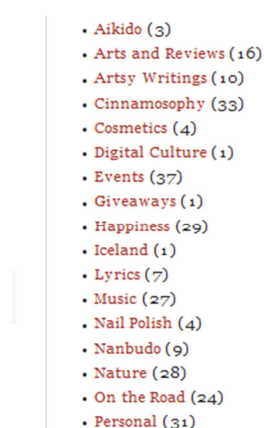 • Aikido (3)
• Arts and Reviews (16)
• Artsy Writings (10)
• Cinnamosophy (33)
• Cosmetics (4)
• Digital Culture (1)
• Events (37)
• Giveaways (1)
• Happiness (29)
• Iceland (1)
• Lyrics (7)
• Music (27)
• Nail Polish (4)
• Nanbudo (9)
• Nature (28)
• On the Road (24)
• Personal (31)